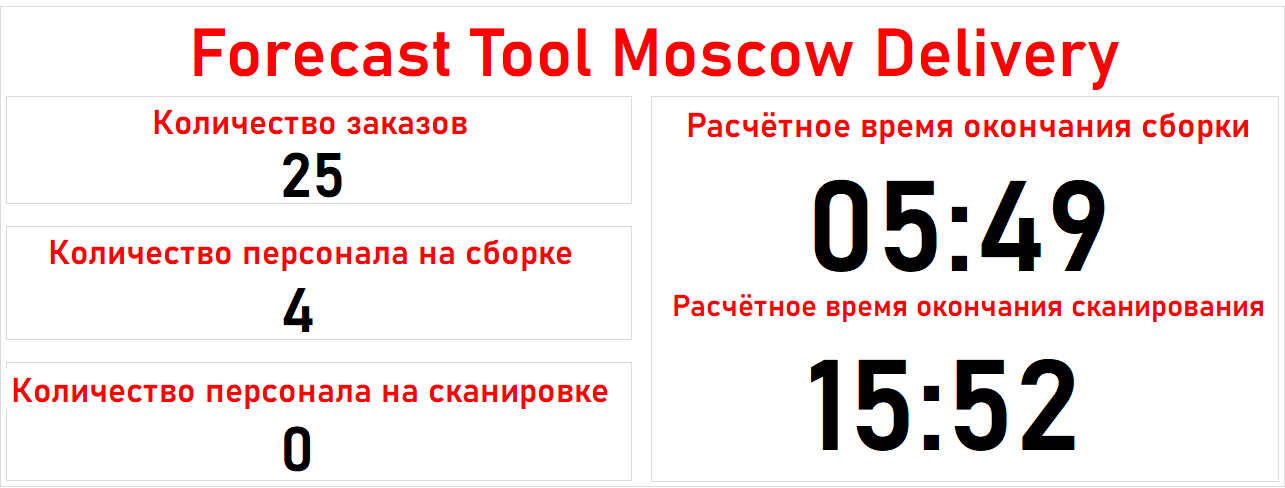 Forecast Tool Moscow Delivery
Количество заказов
25
Количество персонала на сборке
4
Количество персонала на сканировке
0
Расчётное время окончания сборки
05:49
Расчётное время окончания сканирования
15:52